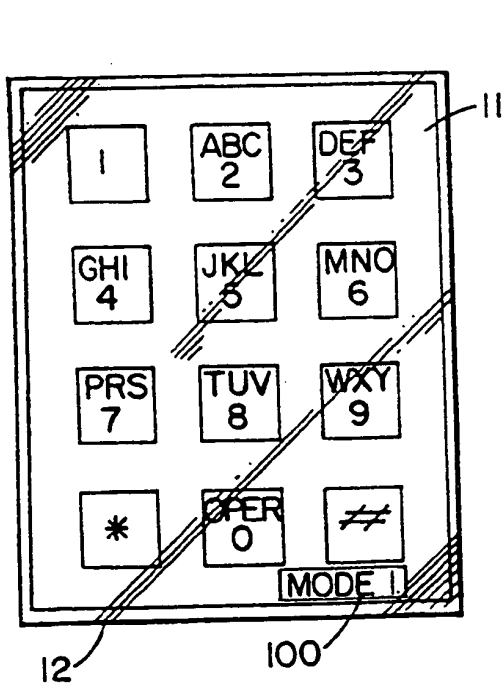 11
1 ABC DEF
2 3
GHI JKL MNO
4 5 6
PRS TUV WXY
7 8 9
* OPER #
0
MODE 1
12 100